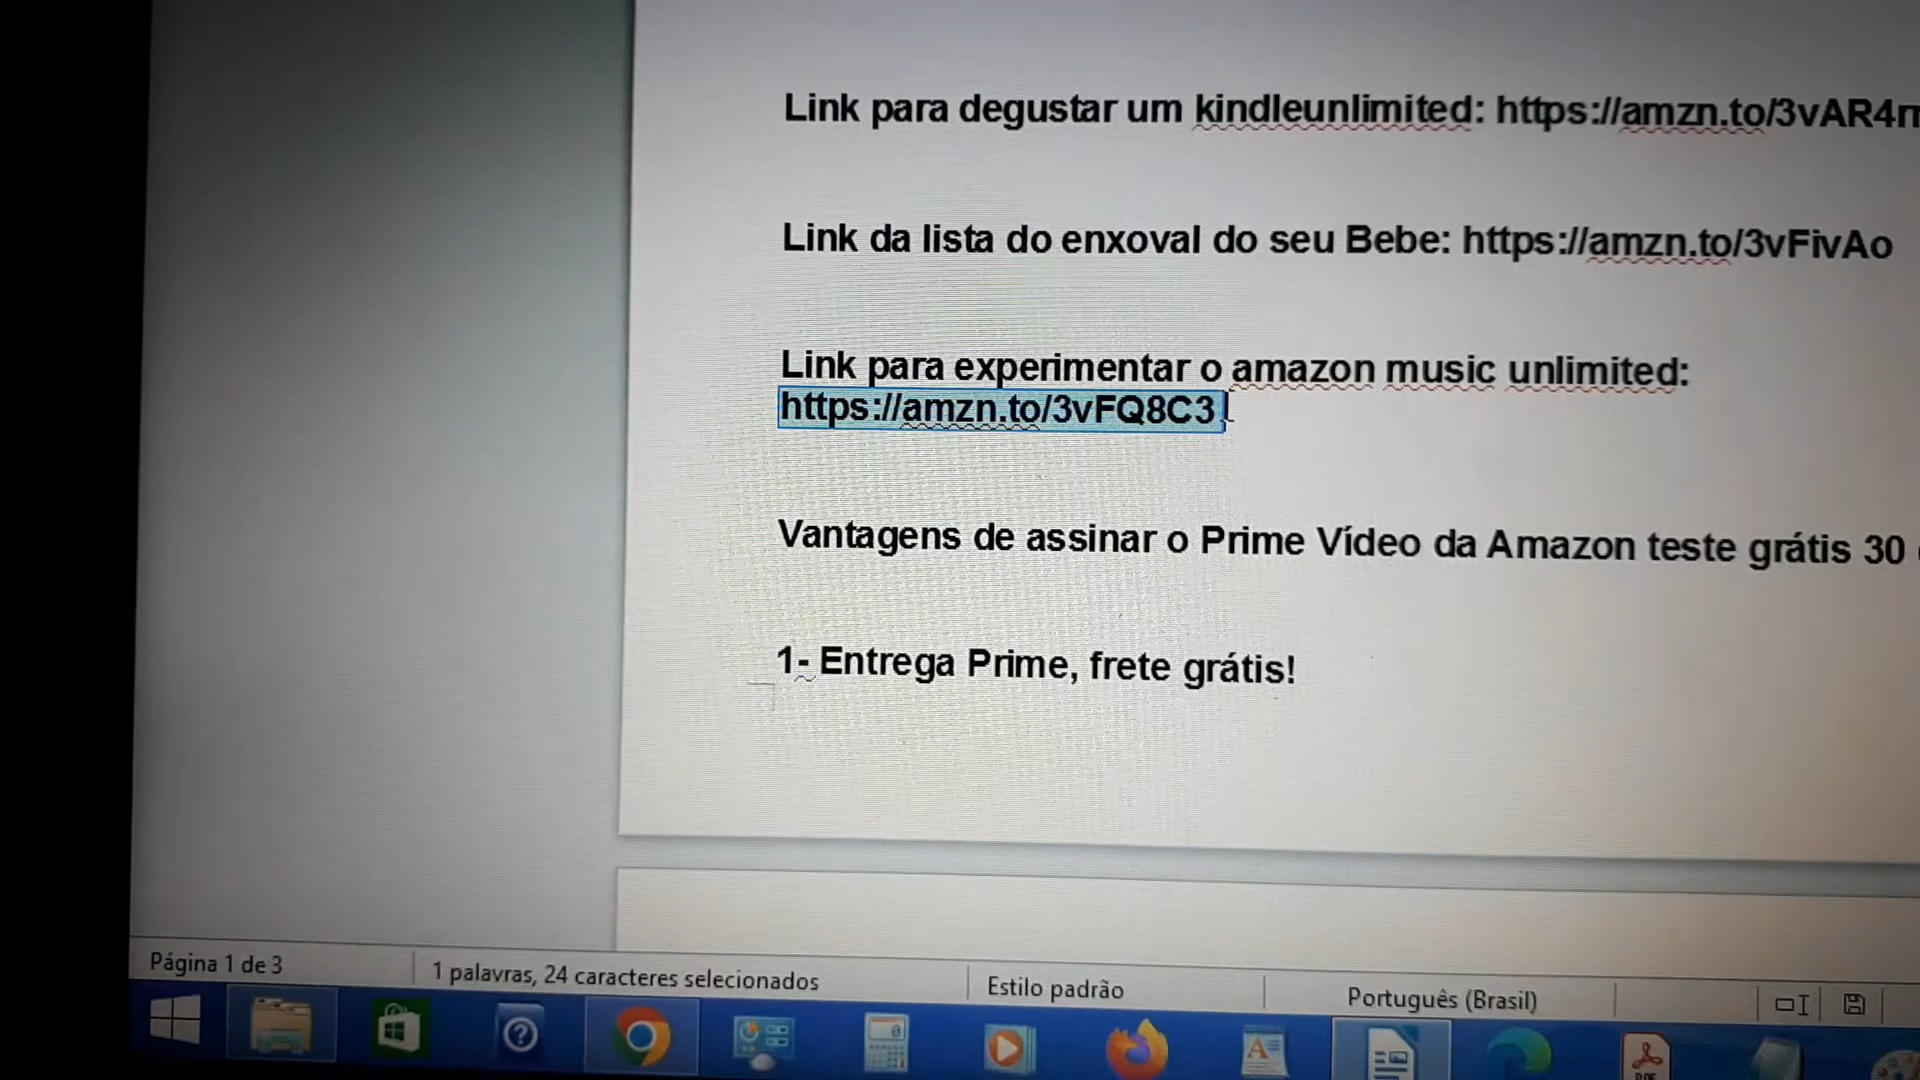 Link para degustar um kindleunlimited: https://amzn.to/3vAR4
Link da lista do enxoval do seu Bebe: https://amzn.to/3vFivAo
Link para experimentar o amazon music unlimited:
https://amzn.to/3vFQ8C3
Vantagens de assinar o Prime Vídeo da Amazon teste grátis 30
1- Entrega Prime, frete grátis!
Página 1 de 3
1 palavras, 24 caracteres selecionados
Estilo padrão
Português (Brasil)